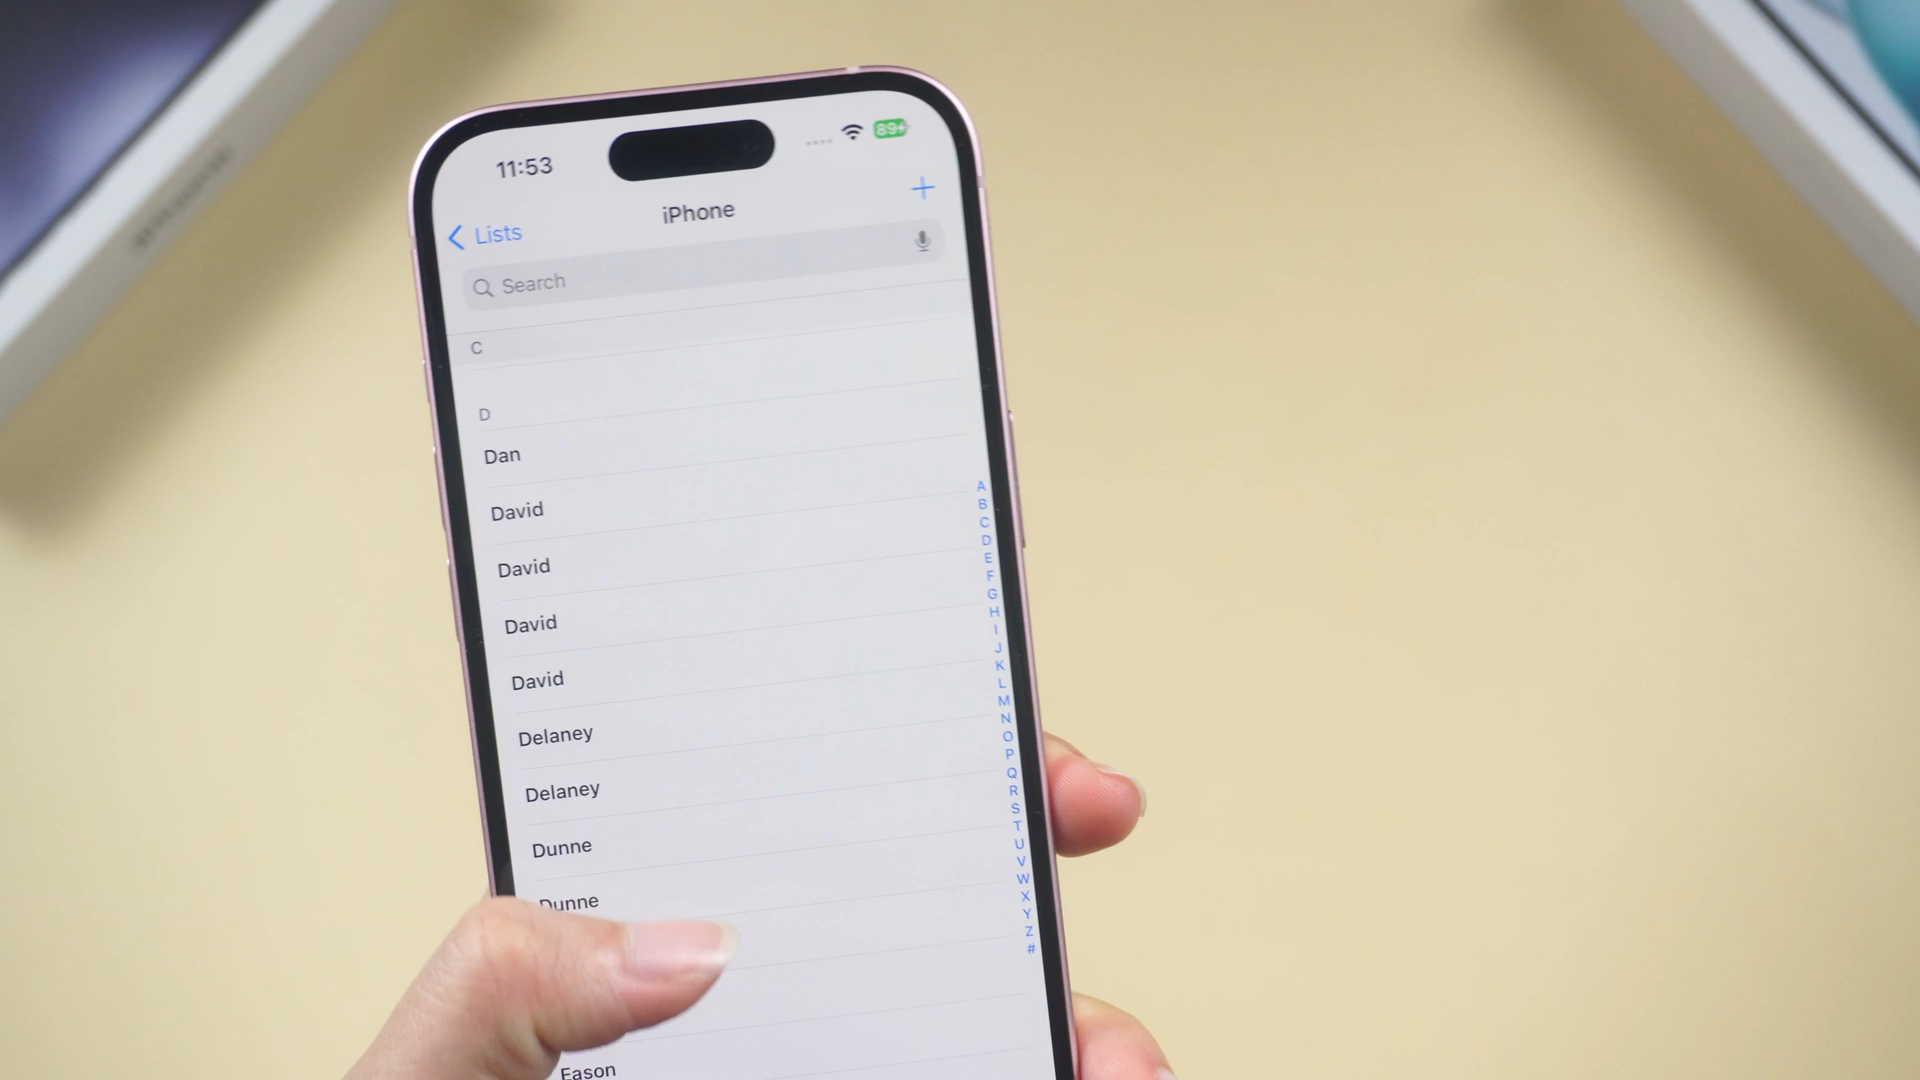 11:53
89
Lists
iPhone
+
Search
C
D
Dan
David
David
David
David
Delaney
Delaney
Dunne
Dunne
Eason
A
B
C
D
E
F
G
H
I
J
K
L
M
N
O
P
Q
R
S
T
U
V
W
X
Y
Z
#